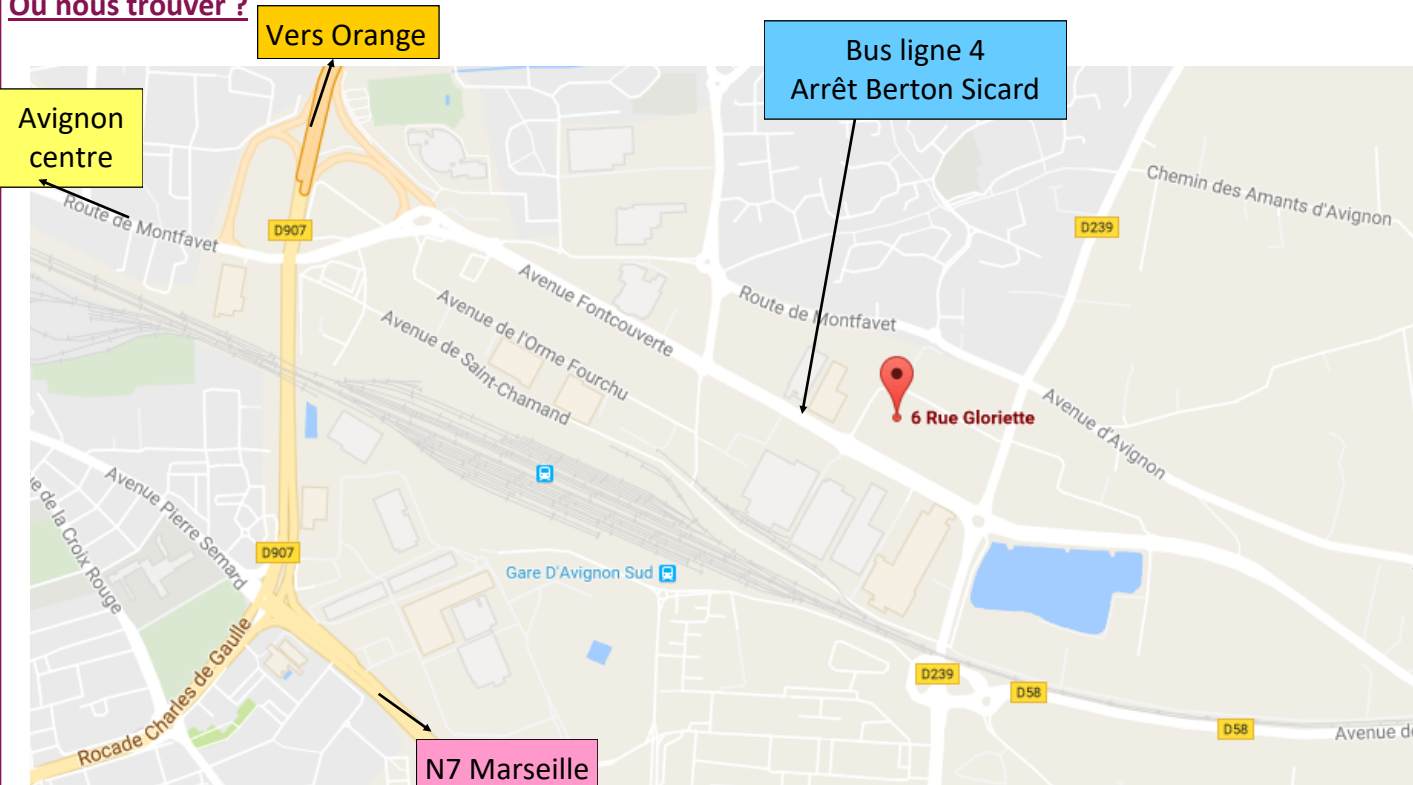 Où nous trouver ?
Vers Orange
Bus ligne 4
Arrêt Berton Sicard
Avignon
centre
Chemin des Amants d'Avignon
Route de Montfavet
D907
D239
Avenue Fontcouverte
Route de Montfavet
Avenue de l'Orme Fourchu
Avenue de Saint-Chamand
6 Rue Gloriette
Avenue d'Avignon
Avenue Pierre Semard
de la Croix Rouge
D907
Gare D'Avignon Sud
Rocade Charles de Gaulle
D239
D58
D58
Avenue
N7 Marseille